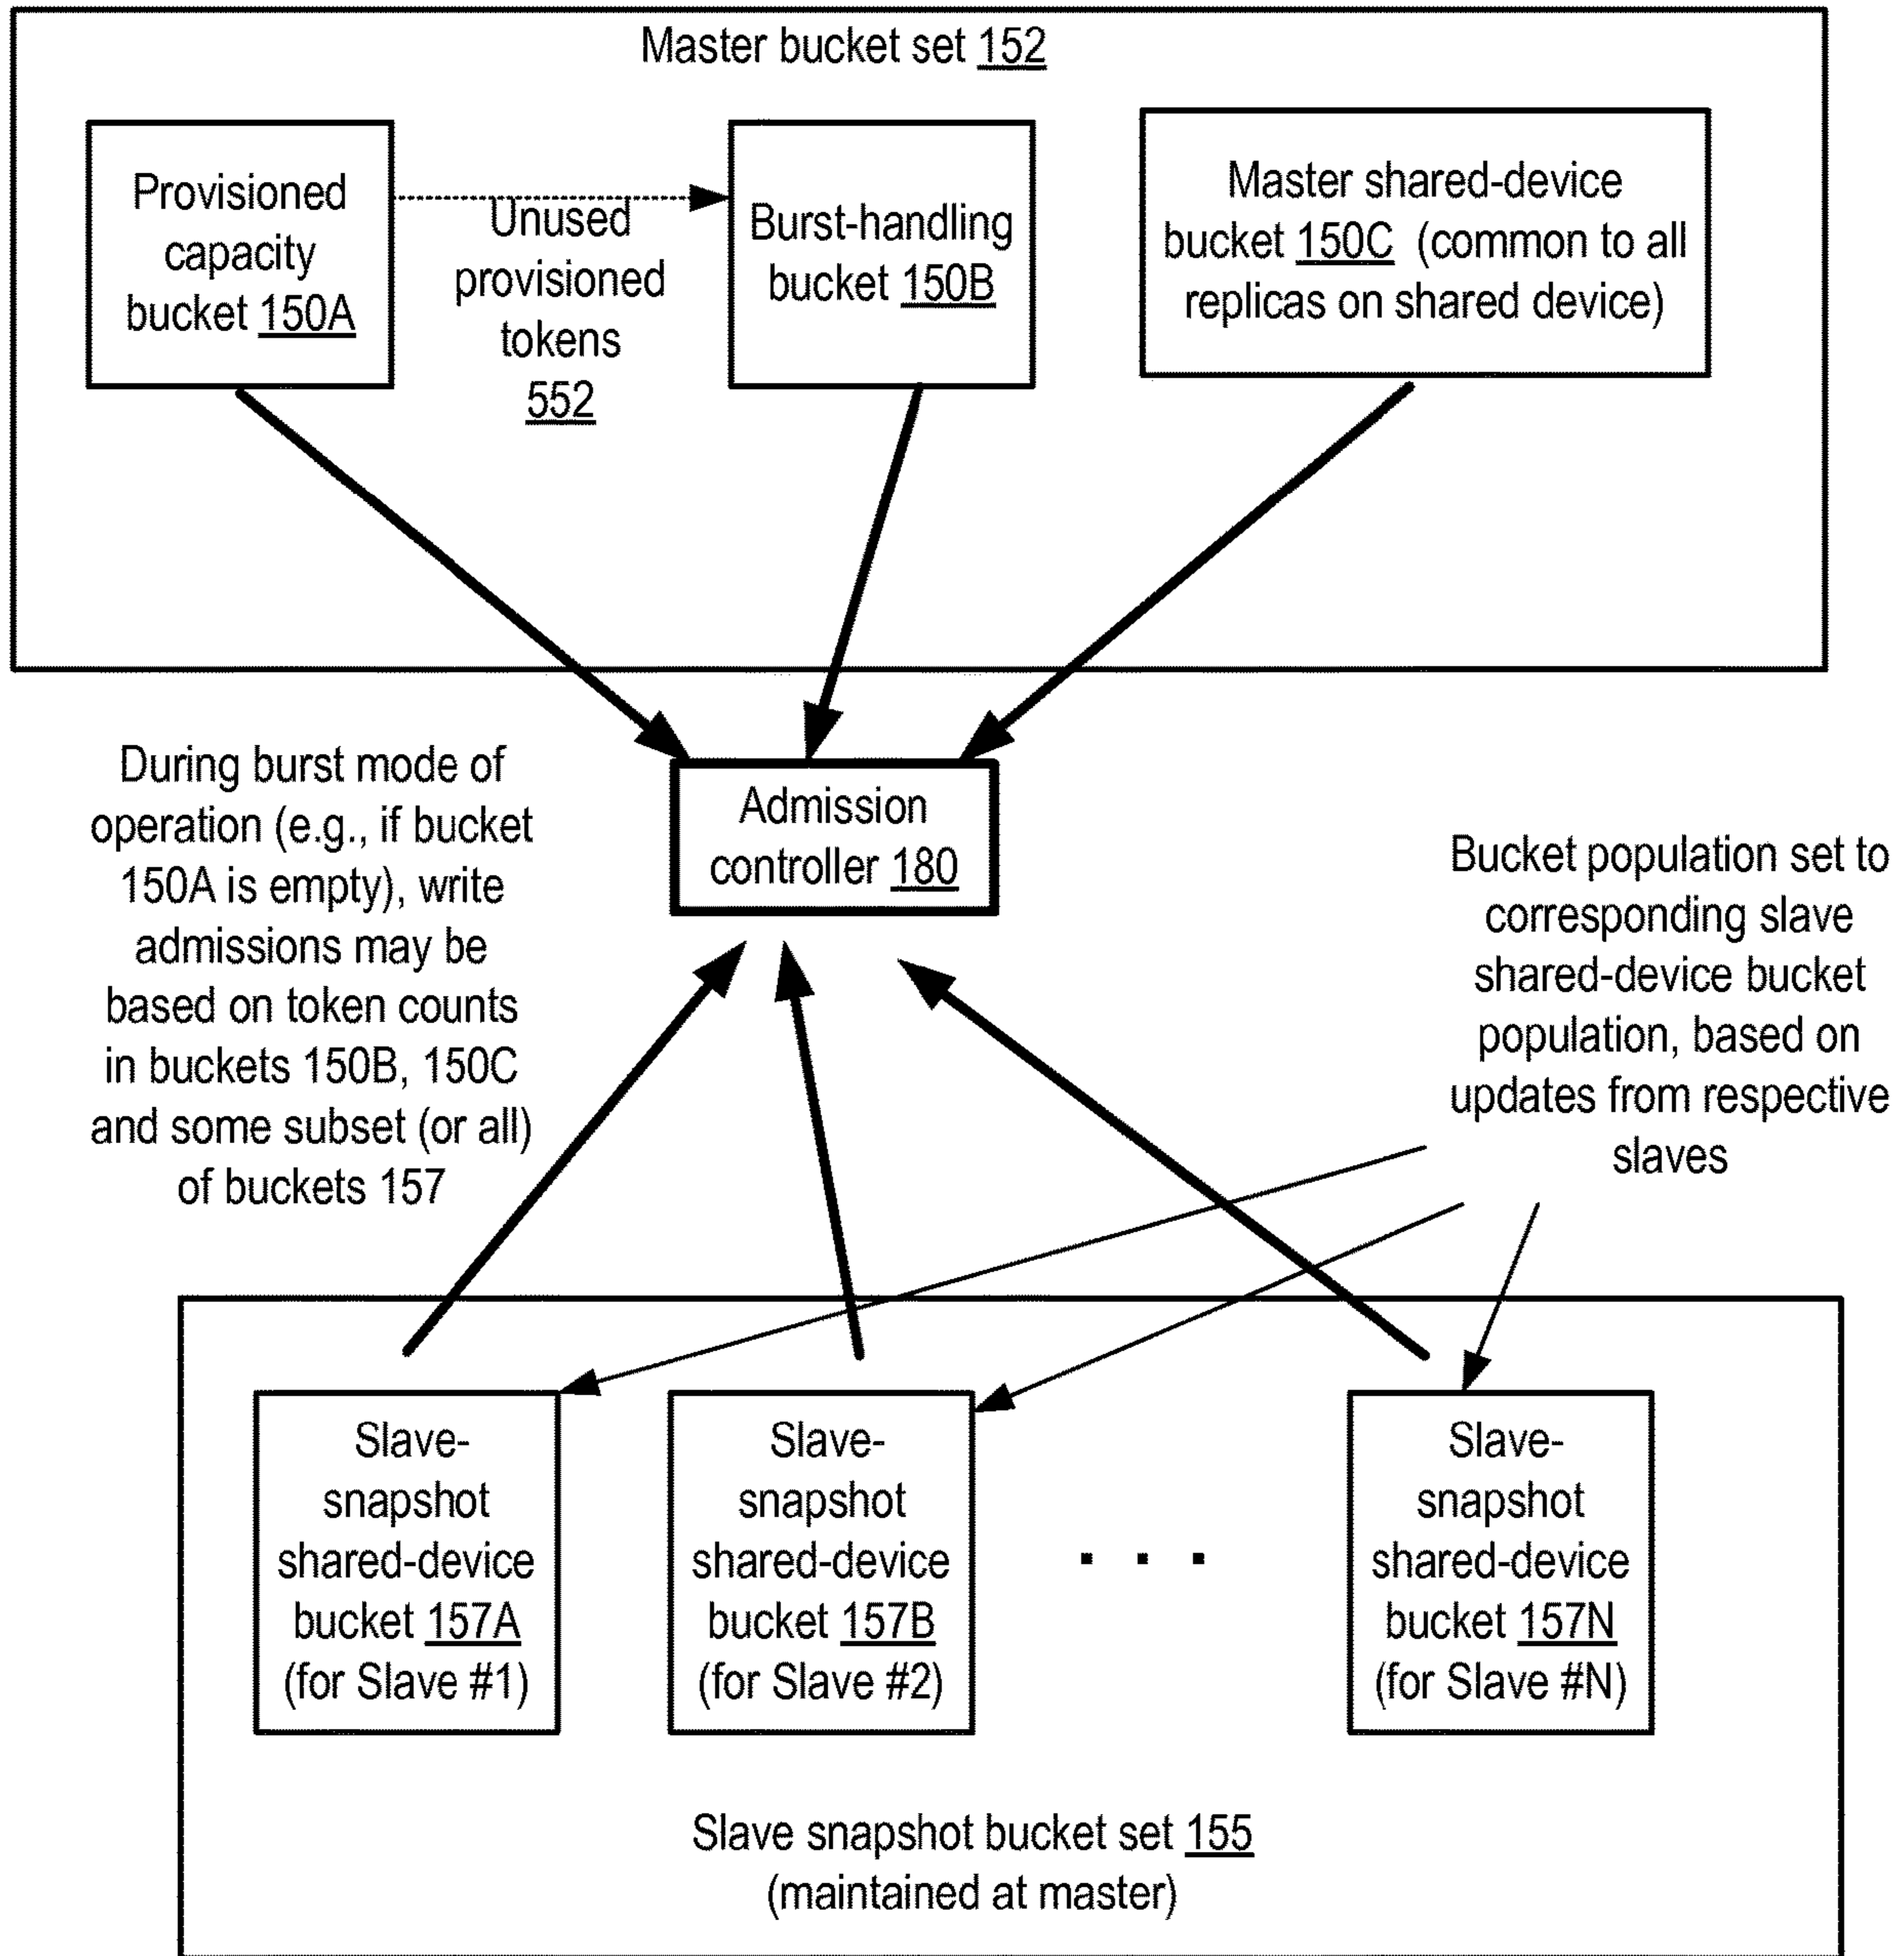 Master bucket set 152
Provisioned
capacity
bucket 150A
Unused
provisioned
tokens
552
Burst-handling
bucket 150B
Master shared-device
bucket 150C (common to all
replicas on shared device)
During burst mode of
operation (e.g., if bucket
150A is empty), write
admissions may be
based on token counts
in buckets 150B, 150C
and some subset (or all)
of buckets 157
Admission
controller 180
Bucket population set to
corresponding slave
shared-device bucket
population, based on
updates from respective
slaves
Slave-
snapshot
shared-device
bucket 157A
(for Slave #1)
Slave-
snapshot
shared-device
bucket 157B
(for Slave #2)
. . .
Slave-
snapshot
shared-device
bucket 157N
(for Slave #N)
Slave snapshot bucket set 155
(maintained at master)